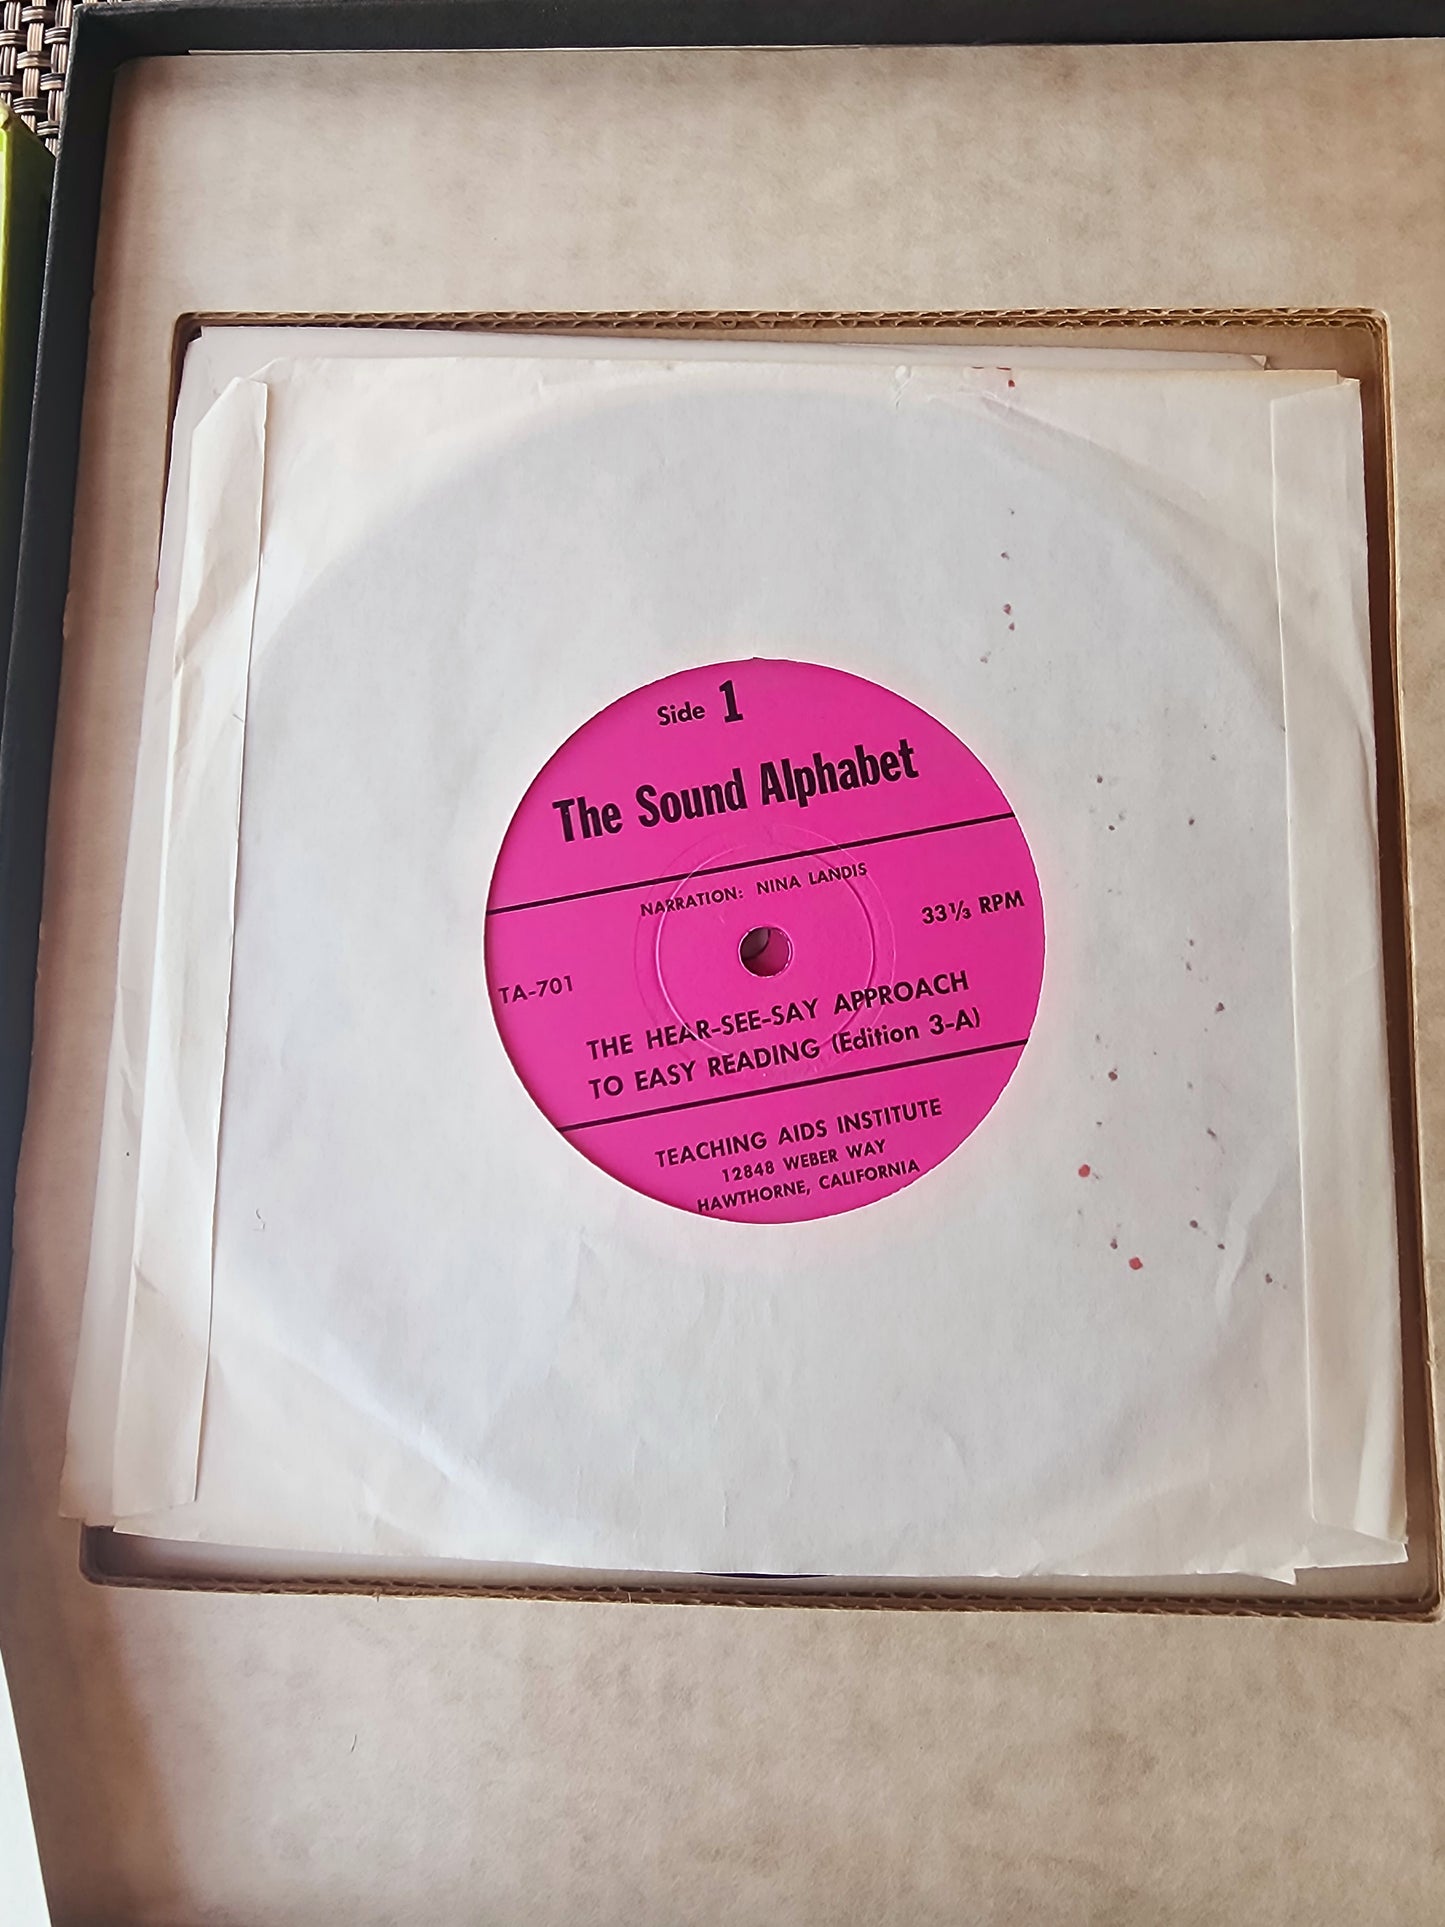 Side 1
The Sound Alphabet
NARRATION: NINA LANDIS
33⅓ RPM
TA-701
THE HEAR-SEE-SAY APPROACH
TO EASY READING (Edition 3-A)
TEACHING AIDS INSTITUTE
12848 WEBER WAY
HAWTHORNE, CALIFORNIA